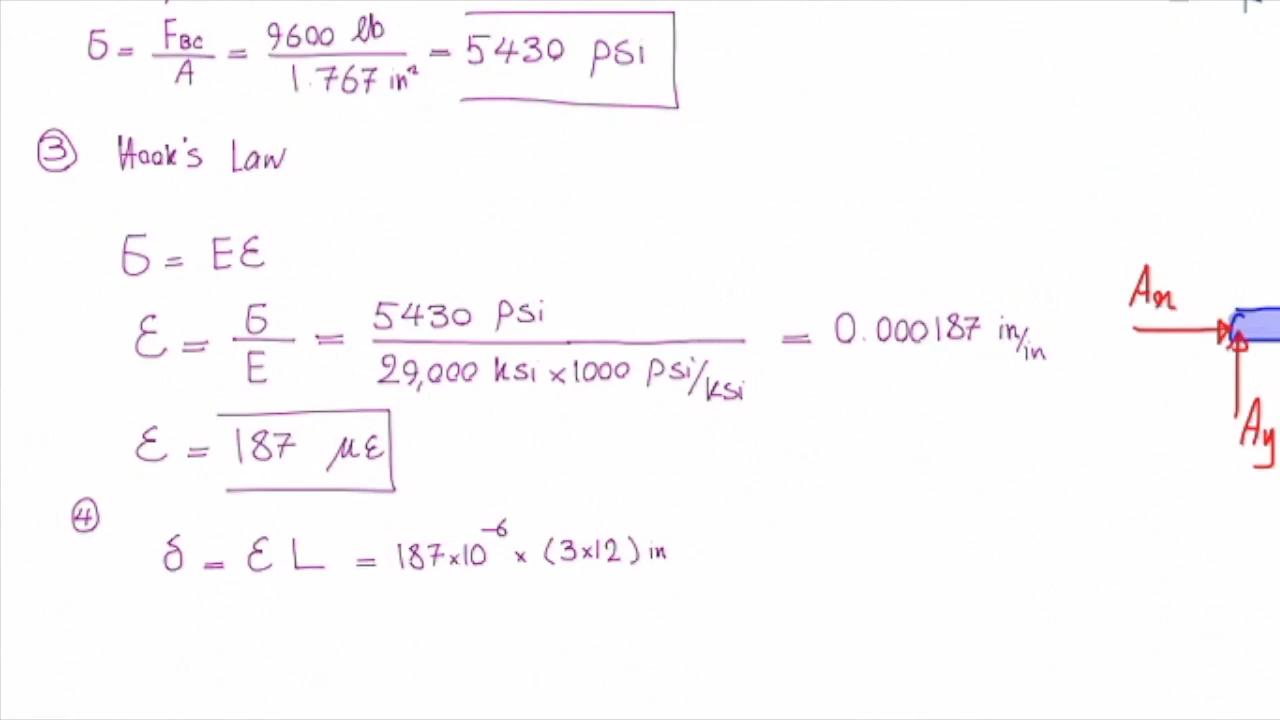 σ = F_BC / A = 9600 lb / 1.767 in² = 5430 psi
③ Hook's Law
σ = Eε
ε = σ / E = 5430 psi / 29,000 ksi × 1000 psi/ksi = 0.000187 in/in
ε = 187 με
④
δ = ε L = 187×10⁻⁶ × (3×12) in
Ax
Ay